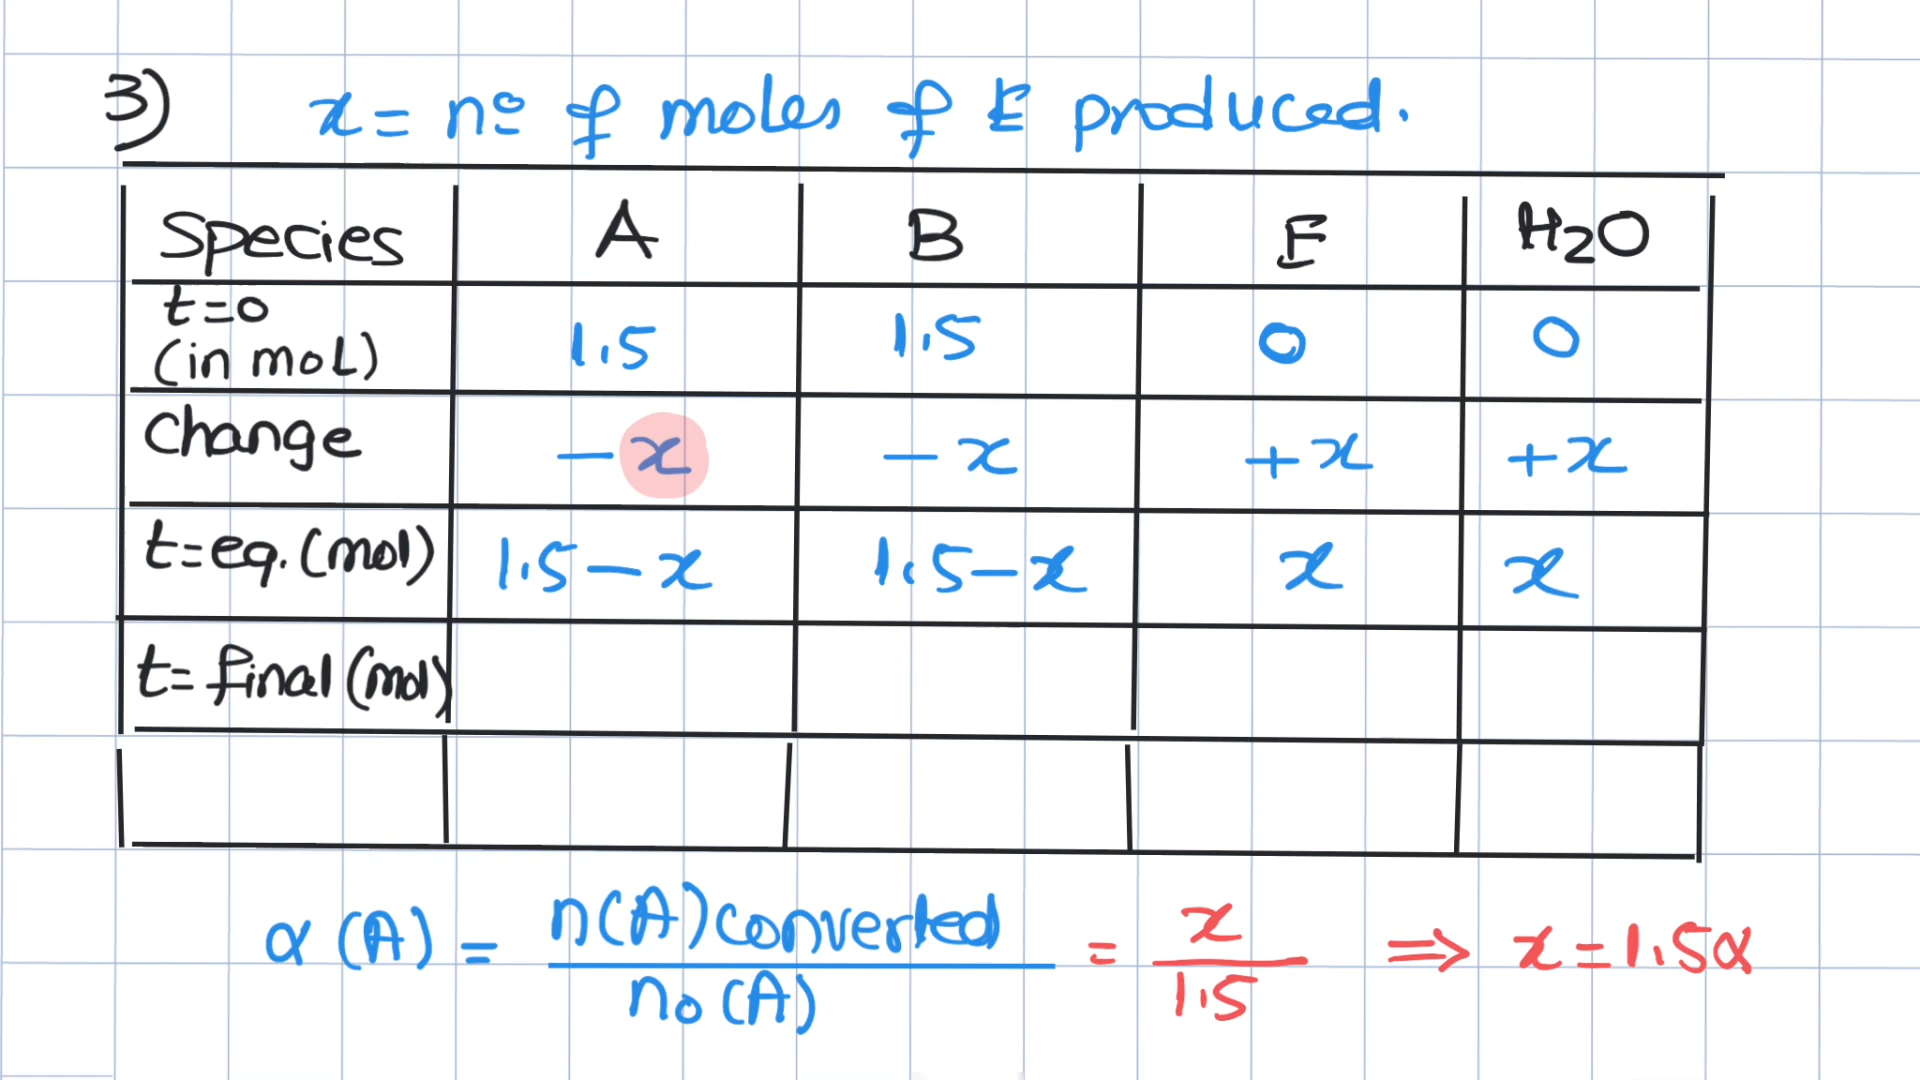 3) x = nº of moles of E produced.
Species A B E H₂O
t=0 (in mol) 1.5 1.5 0 0
Change -x -x +x +x
t=eq.(mol) 1.5-x 1.5-x x x
t=final(mol)
α(A) = n(A)converted / n₀(A) = x / 1.5 ⇒ x=1.5α